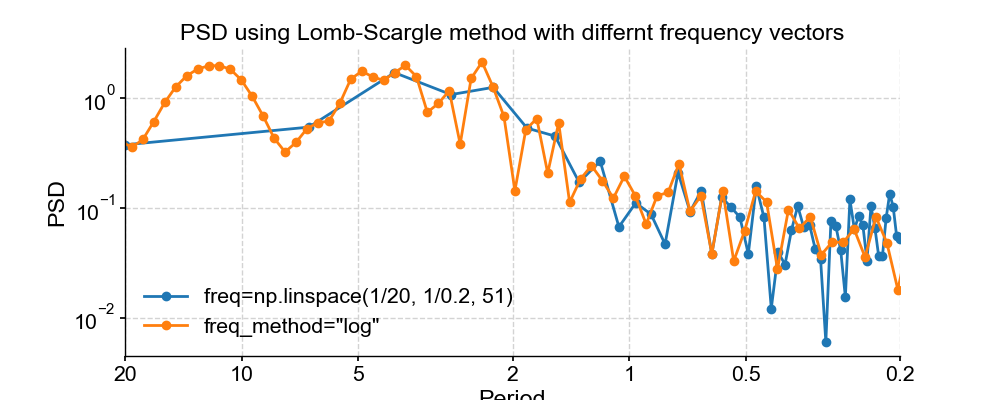 PSD using Lomb-Scargle method with differnt frequency vectors
PSD
10⁰
10⁻¹
10⁻²
freq=np.linspace(1/20, 1/0.2, 51)
freq_method="log"
20 10 5 2 1 0.5 0.2
Period